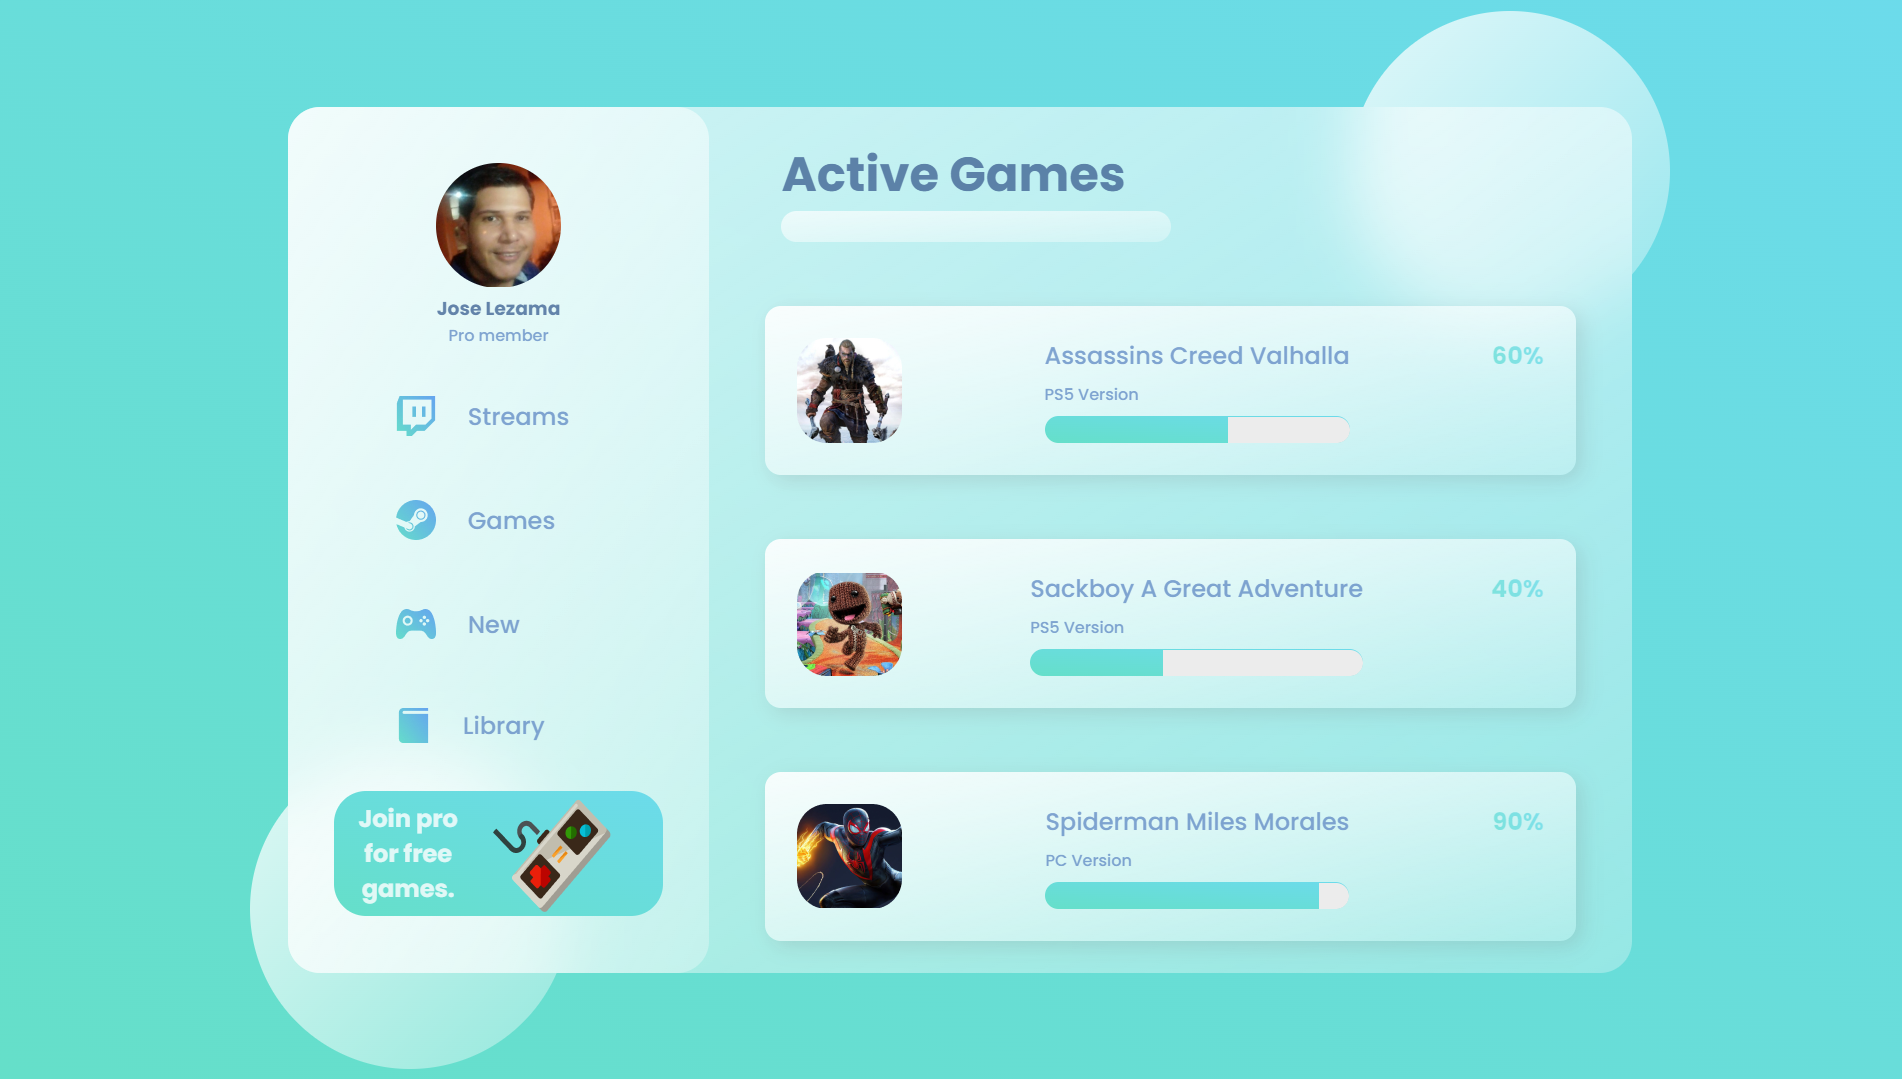 Jose Lezama
Pro member
Streams
Games
New
Library
Join pro
for free
games.
Active Games
Assassins Creed Valhalla
60%
PS5 Version
Sackboy A Great Adventure
40%
PS5 Version
Spiderman Miles Morales
90%
PC Version